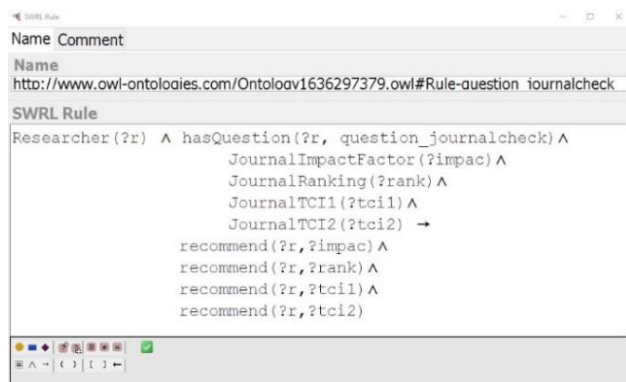 SWRL Rule
Name Comment
Name
http://www.owl-ontologies.com/Ontology1636297379.owl#Rule-question_journalcheck
SWRL Rule
Researcher(?r) ∧ hasQuestion(?r, question_journalcheck)∧
JournalImpactFactor(?impac)∧
JournalRanking(?rank)∧
JournalTCI1(?tci1)∧
JournalTCI2(?tci2) →
recommend(?r,?impac)∧
recommend(?r,?rank)∧
recommend(?r,?tci1)∧
recommend(?r,?tci2)
∧ → ( ) [ ] ←